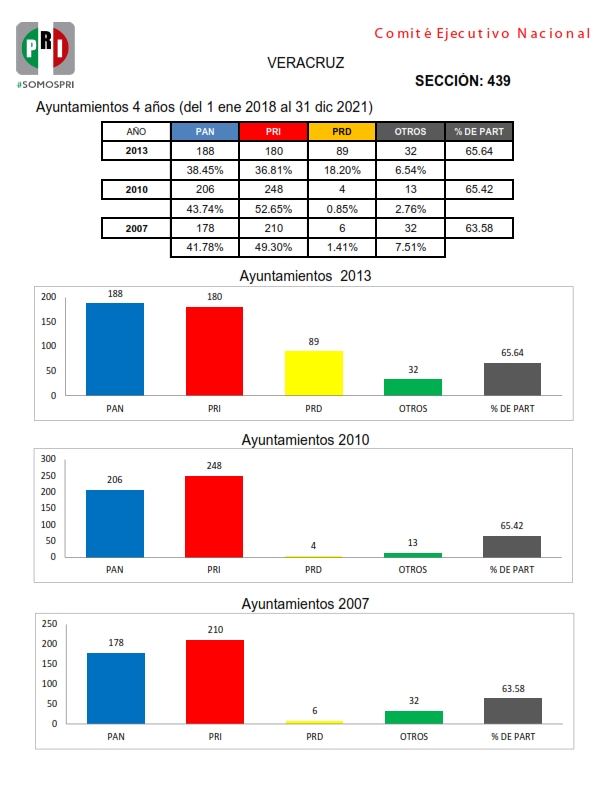 Comité Ejecutivo Nacional
PRI
#SOMOSPRI
VERACRUZ
SECCIÓN: 439
Ayuntamientos 4 años (del 1 ene 2018 al 31 dic 2021)
AÑO PAN PRI PRD OTROS % DE PART
2013 188 180 89 32 65.64
38.45% 36.81% 18.20% 6.54%
2010 206 248 4 13 65.42
43.74% 52.65% 0.85% 2.76%
2007 178 210 6 32 63.58
41.78% 49.30% 1.41% 7.51%
Ayuntamientos 2013
200
150
100
50
0
188 180 89 32 65.64
PAN PRI PRD OTROS % DE PART
Ayuntamientos 2010
300
250
200
150
100
50
0
206 248 4 13 65.42
PAN PRI PRD OTROS % DE PART
Ayuntamientos 2007
250
200
150
100
50
0
178 210 6 32 63.58
PAN PRI PRD OTROS % DE PART